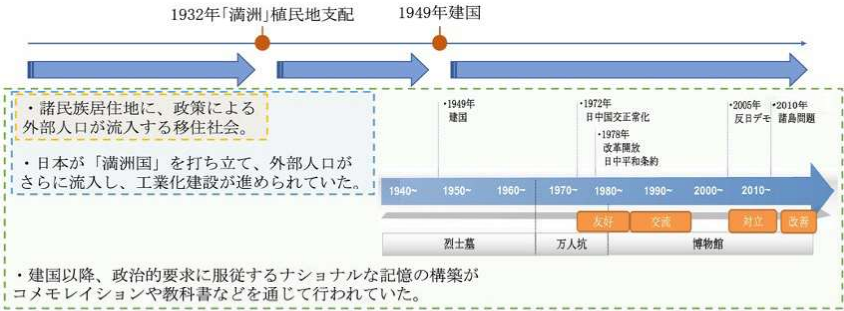 1932年「満洲」植民地支配
1949年建国
・諸民族居住地に、政策による
外部人口が流入する移住社会。
・日本が「満洲国」を打ち立て、外部人口が
さらに流入し、工業化建設が進められていた。
・1949年
建国
・1972年
日中国交正常化
・1978年
改革開放
日中平和条約
・2005年
反日デモ
・2010年
諸島問題
1940~
1950~
1960~
1970~
1980~
1990~
2000~
2010~
友好
交流
対立
改善
烈士墓
万人坑
博物館
・建国以降、政治的要求に服従するナショナルな記憶の構築が
コメモレイションや教科書などを通じて行われていた。